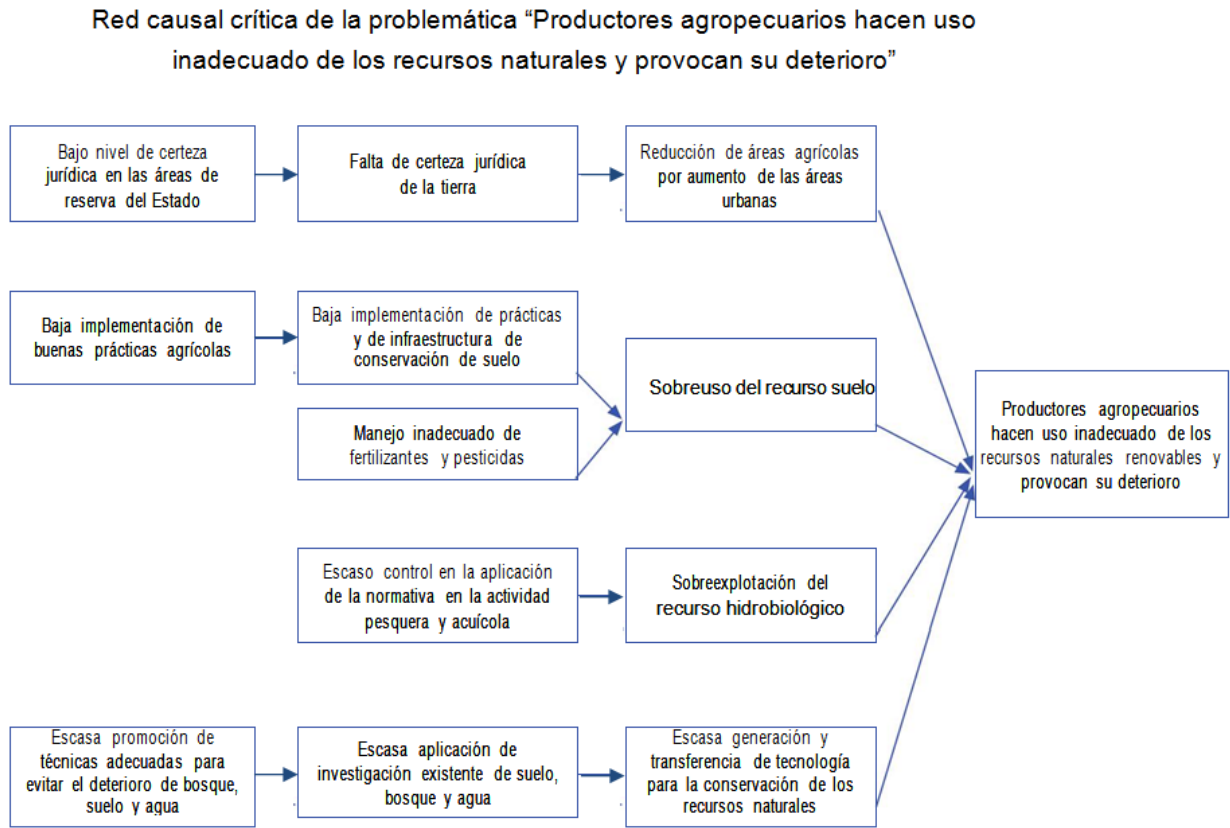 Red causal crítica de la problemática “Productores agropecuarios hacen uso
inadecuado de los recursos naturales y provocan su deterioro”
Bajo nivel de certeza
jurídica en las áreas de
reserva del Estado
Falta de certeza jurídica
de la tierra
Reducción de áreas agrícolas
por aumento de las áreas
urbanas
Baja implementación de
buenas prácticas agrícolas
Baja implementación de prácticas
y de infraestructura de
conservación de suelo
Manejo inadecuado de
fertilizantes y pesticidas
Sobreuso del recurso suelo
Escaso control en la aplicación
de la normativa en la actividad
pesquera y acuícola
Sobreexplotación del
recurso hidrobiológico
Escasa promoción de
técnicas adecuadas para
evitar el deterioro de bosque,
suelo y agua
Escasa aplicación de
investigación existente de suelo,
bosque y agua
Escasa generación y
transferencia de tecnología
para la conservación de los
recursos naturales
Productores agropecuarios
hacen uso inadecuado de los
recursos naturales renovables y
provocan su deterioro